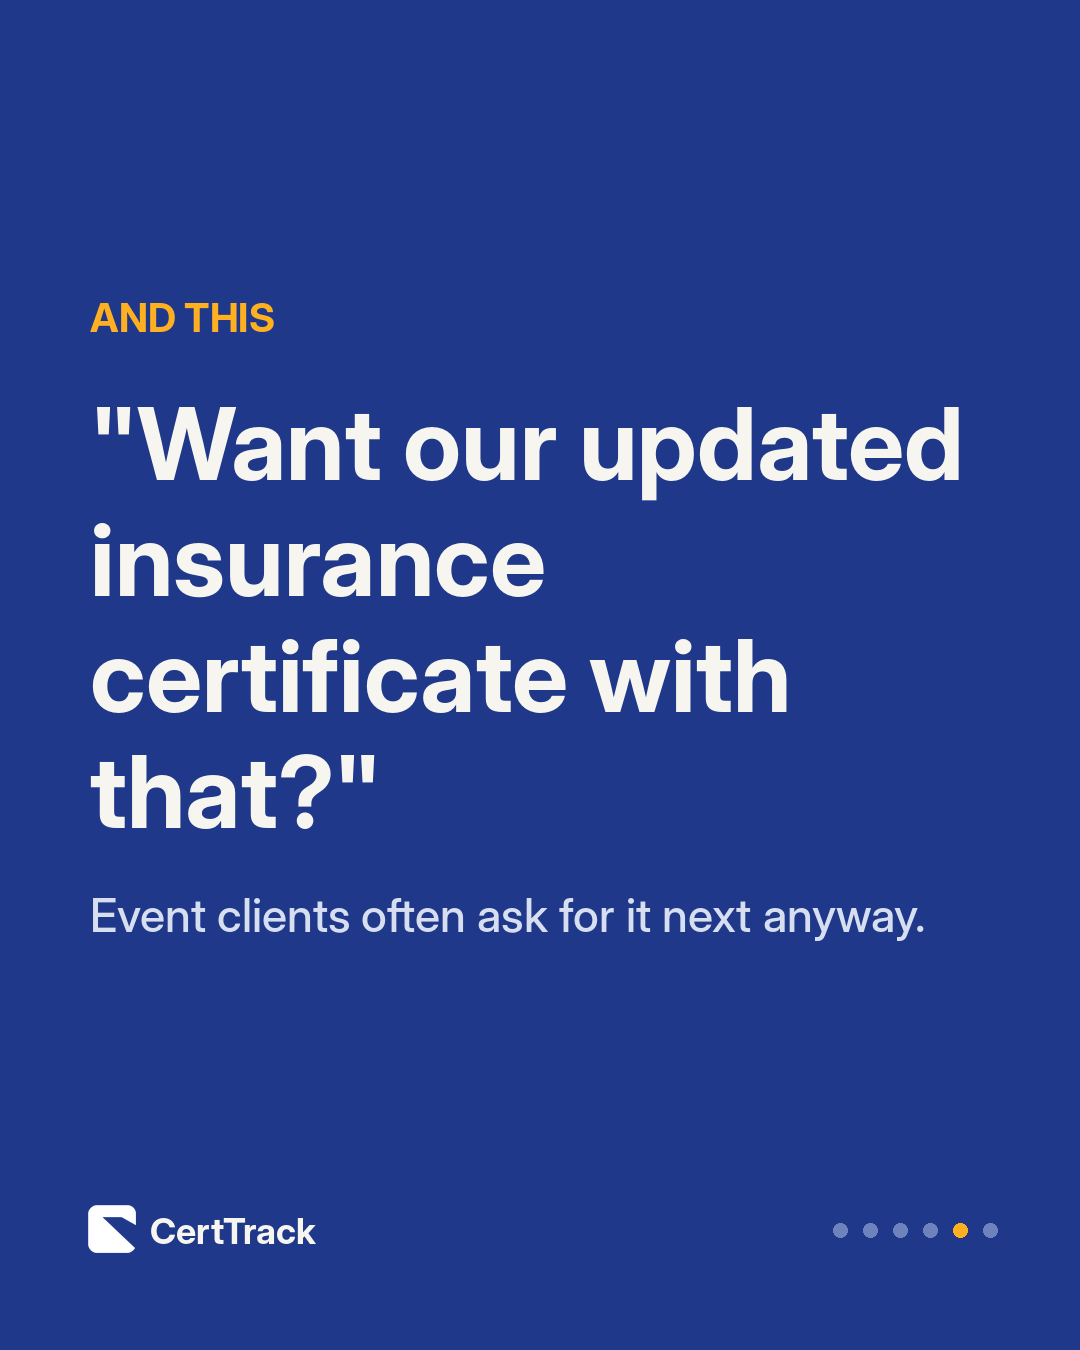 AND THIS
"Want our updated
insurance
certificate with
that?"
Event clients often ask for it next anyway.
CertTrack